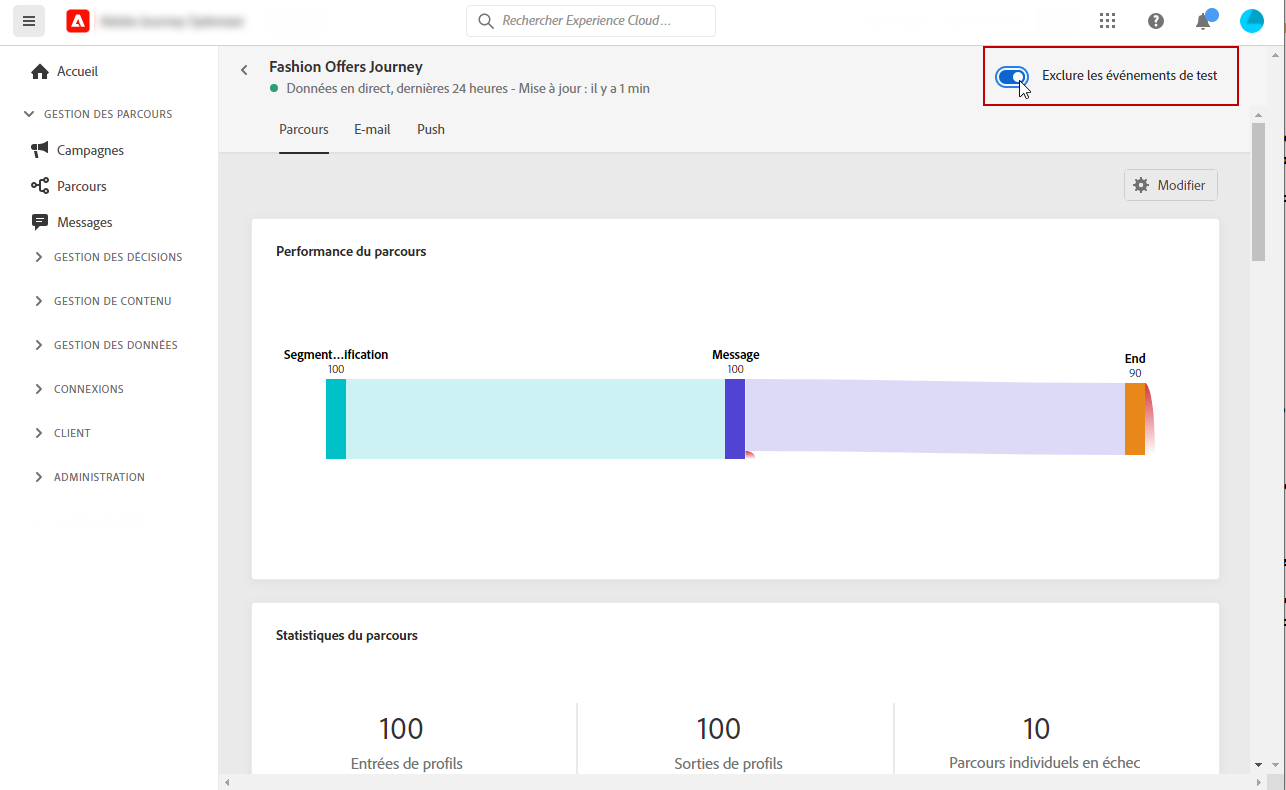 Rechercher Experience Cloud...
Accueil
GESTION DES PARCOURS
Campagnes
Parcours
Messages
GESTION DES DÉCISIONS
GESTION DE CONTENU
GESTION DES DONNÉES
CONNEXIONS
CLIENT
ADMINISTRATION
Fashion Offers Journey
Données en direct, dernières 24 heures - Mise à jour : il y a 1 min
Exclure les événements de test
Parcours E-mail Push
Modifier
Performance du parcours
Segment...ification
100
Message
100
End
90
Statistiques du parcours
100
Entrées de profils
100
Sorties de profils
10
Parcours individuels en échec